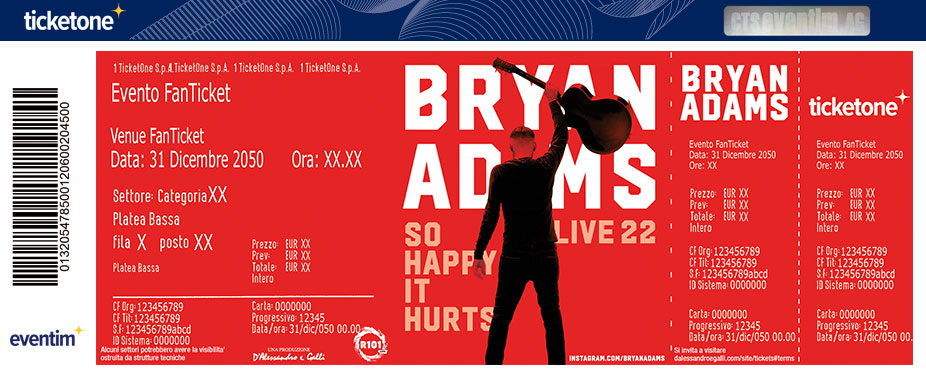 ticketone
CTS eventim AG
1 TicketOne S.p.A. TicketOne S.p.A. 1 TicketOne S.p.A. 1 TicketOne S.p.A.
Evento FanTicket
Venue FanTicket
Data: 31 Dicembre 2050 Ora: XX.XX
Settore: Categoria XX
Platea Bassa
fila X posto XX
Platea Bassa
Prezzo: EUR XX
Prev: EUR XX
Totale: EUR XX
Intero
CF Org: 123456789
CF Tit: 123456789
S.F: 123456789abcd
ID Sistema: 0000000
Carta: 0000000
Progressivo: 12345
Data/ora: 31/dic/050 00.00
Alcuni settori potrebbero avere la visibilita'
ostruita da strutture tecniche
UNA PRODUZIONE
D'Alessandro e Galli
R101
013205478500120600204500
eventim
BRYAN
ADAMS
SO
HAPPY
IT
HURTS
LIVE 22
INSTAGRAM.COM/BRYANADAMS
BRYAN
ADAMS
Evento FanTicket
Data: 31 Dicembre 2050
Ore: XX
Prezzo: EUR XX
Prev: EUR XX
Totale: EUR XX
Intero
CF Org: 123456789
CF Tit: 123456789
S.F: 123456789abcd
ID Sistema: 0000000
Carta: 0000000
Progressivo: 12345
Data/ora: 31/dic/050 00.00
Si invita a visitare
dalessandroegalli.com/site/tickets#terms
ticketone
Evento FanTicket
Data: 31 Dicembre 2050
Ore: XX
Prezzo: EUR XX
Prev: EUR XX
Totale: EUR XX
Intero
CF Org: 123456789
CF Tit: 123456789
S.F: 123456789abcd
ID Sistema: 0000000
Carta: 0000000
Progressivo: 12345
Data/ora: 31/dic/050 00.